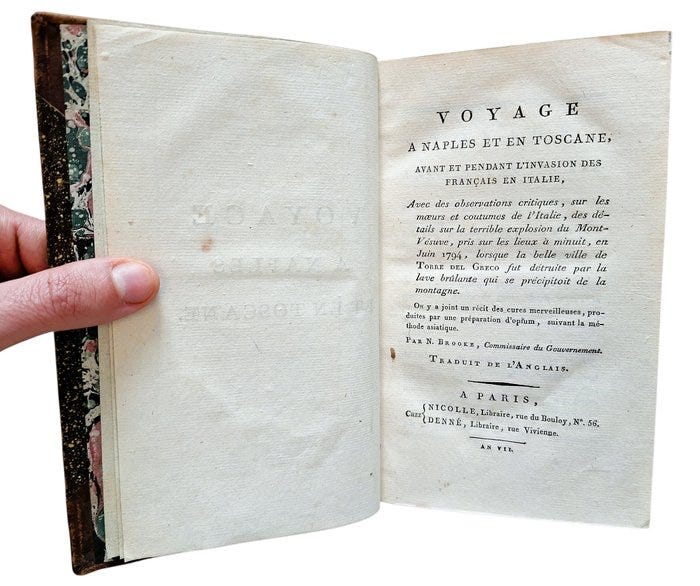 VOYAGE
A NAPLES ET EN TOSCANE,
AVANT ET PENDANT L'INVASION DES
FRANÇAIS EN ITALIE,
Avec des observations critiques, sur les
mœurs et coutumes de l'Italie, des dé-
tails sur la terrible explosion du Mont-
Vésuve, pris sur les lieux à minuit, en
Juin 1794, lorsque la belle ville de
TORRE DEL GRECO fut détruite par la
lave brûlante qui se précipitoit de la
montagne.
On y a joint un récit des cures merveilleuses, pro-
duites par une préparation d'opium, suivant la mé-
thode asiatique.
PAR N. BROOKE, Commissaire du Gouvernement.
TRADUIT DE L'ANGLAIS.
A PARIS,
Chez { NICOLLE, Libraire, rue du Bouloy, N°. 56.
DENNÉ, Libraire, rue Vivienne.
AN VII.